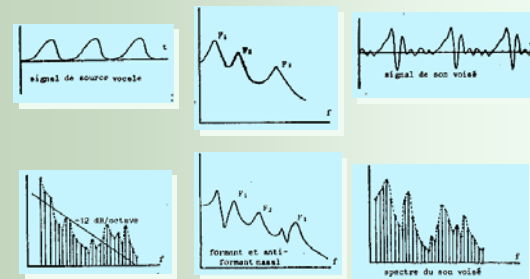 t
signal de source vocale
F₁
F₂
F₃
f
signal de son voisé
-12 dB/octave
f
F₁
F₂
F₃
formant et anti-
formant nasal
f
f
spectre du son voisé